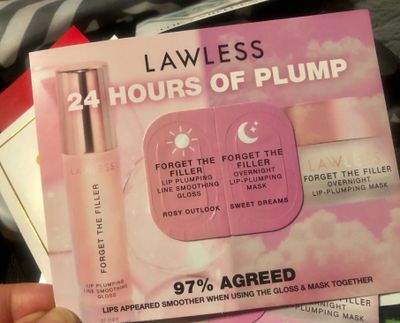 LAWLESS
24 HOURS OF PLUMP
LAWLESS
FORGET THE FILLER
LIP PLUMPING
LINE SMOOTHING
GLOSS
FORGET THE
FILLER
LIP PLUMPING
LINE SMOOTHING
GLOSS
ROSY OUTLOOK
FORGET THE
FILLER
OVERNIGHT
LIP-PLUMPING
MASK
SWEET DREAMS
LAWLESS
FORGET THE FILLER
OVERNIGHT
LIP-PLUMPING MASK
97% AGREED
LIPS APPEARED SMOOTHER WHEN USING THE GLOSS & MASK TOGETHER